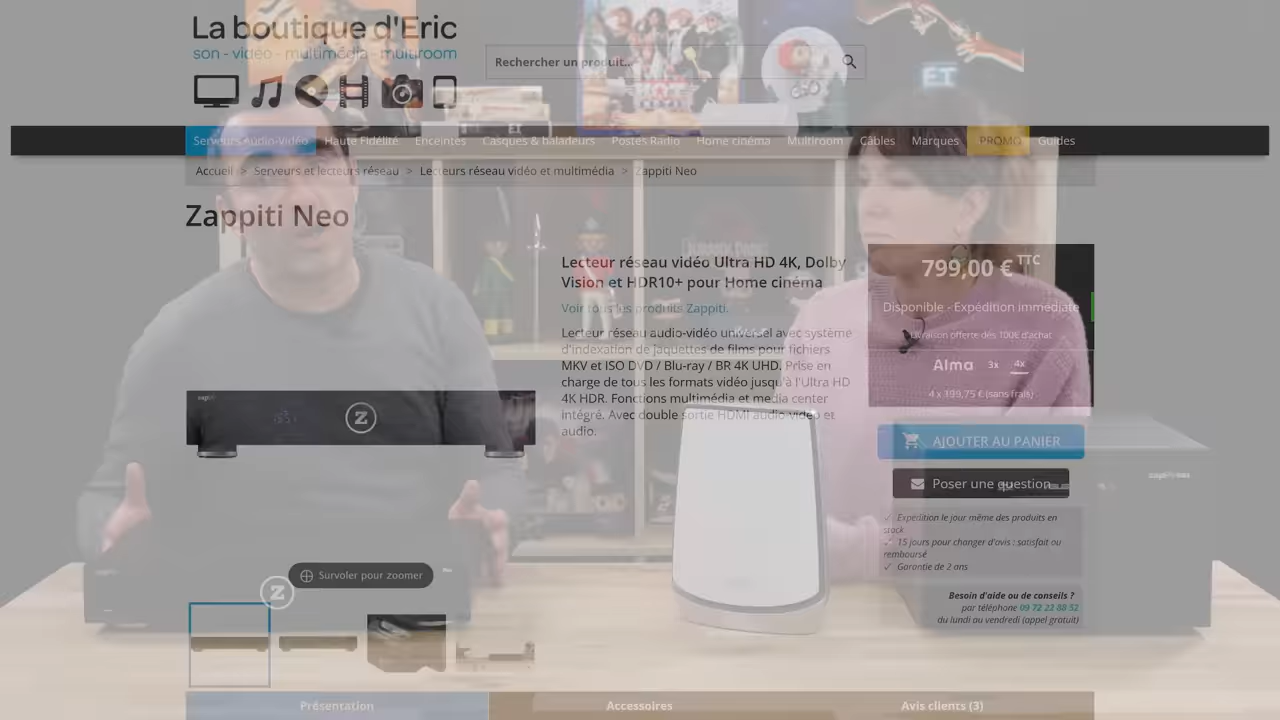 La boutique d'Eric
son - vidéo - multimédia - multiroom
Rechercher un produit...
ET
ET
Serveurs Audio-Vidéo Haute Fidélité Enceintes Casques & baladeurs Postes Radio Home cinéma Multiroom Câbles Marques PROMO Guides
Accueil > Serveurs et lecteurs réseau > Lecteurs réseau vidéo et multimédia > Zappiti Neo
Zappiti Neo
Lecteur réseau vidéo Ultra HD 4K, Dolby
Vision et HDR10+ pour Home cinéma
Voir tous les produits Zappiti.
Lecteur réseau audio-vidéo universel avec système
d'indexation de jaquettes de films pour fichiers
MKV et ISO DVD / Blu-ray / BR 4K UHD. Prise en
charge de tous les formats vidéo jusqu'à l'Ultra HD
4K HDR. Fonctions multimédia et media center
intégré. Avec double sortie HDMI audio-vidéo et
audio.
799,00 € TTC
Disponible - Expédition immédiate
Livraison offerte dès 100€ d'achat
Alma 3x 4x
4 x 199,75 € (sans frais)
AJOUTER AU PANIER
Poser une question
✓ Expédition le jour même des produits en
stock
✓ 15 jours pour changer d'avis : satisfait ou
remboursé
✓ Garantie de 2 ans
Besoin d'aide ou de conseils ?
par téléphone 09 72 23 88 52
du lundi au vendredi (appel gratuit)
Z
Survoler pour zoomer
Z
Présentation Accessoires Avis clients (3)